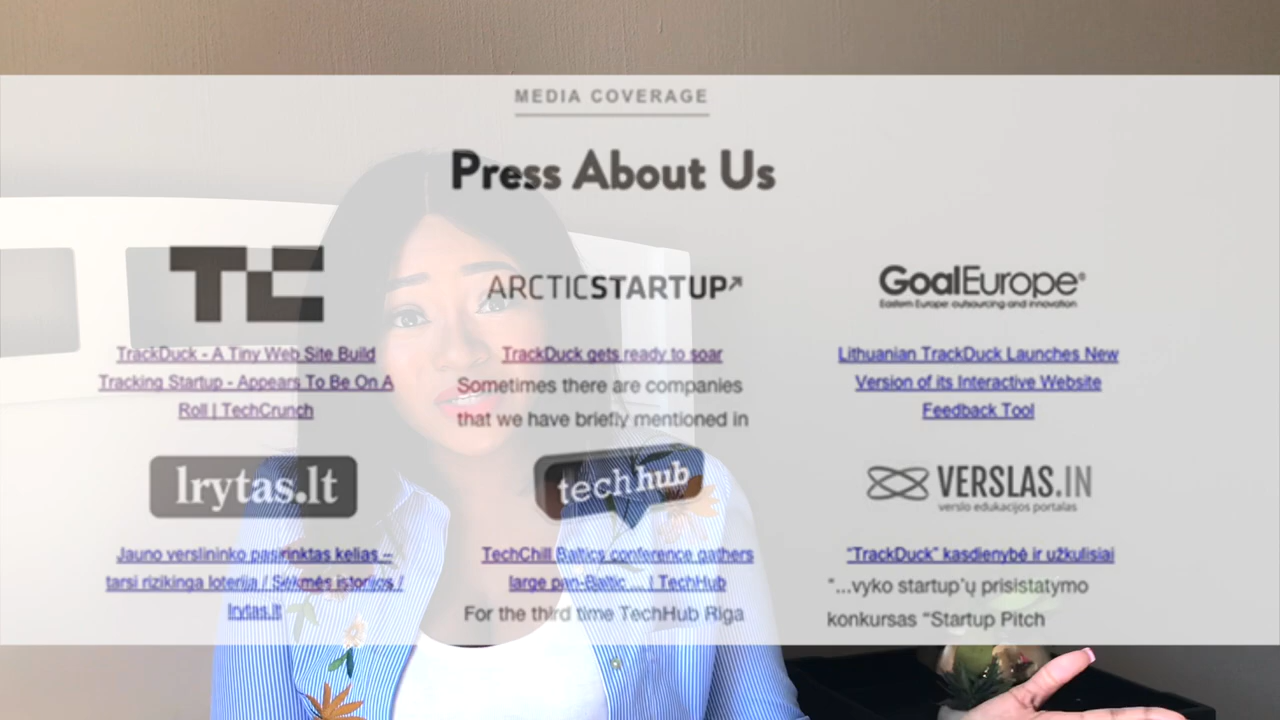 MEDIA COVERAGE
Press About Us
TC
TrackDuck - A Tiny Web Site Build
Tracking Startup - Appears To Be On A
Roll | TechCrunch
ARCTICSTARTUP
TrackDuck gets ready to soar
Sometimes there are companies
that we have briefly mentioned in
GoalEurope®
Eastern Europe outsourcing and innovation
Lithuanian TrackDuck Launches New
Version of its Interactive Website
Feedback Tool
lrytas.lt
Jauno verslininko pasirinktas kelias –
tarsi rizikinga loterija / Sėkmės istorijos /
lrytas.lt
techhub
TechChill Baltics conference gathers
large pan-Baltic... | TechHub
For the third time TechHub Riga
VERSLAS.IN
verslo edukacijos portalas
"TrackDuck" kasdienybė ir užkulisiai
"...vyko startup'ų prisistatymo
konkursas "Startup Pitch